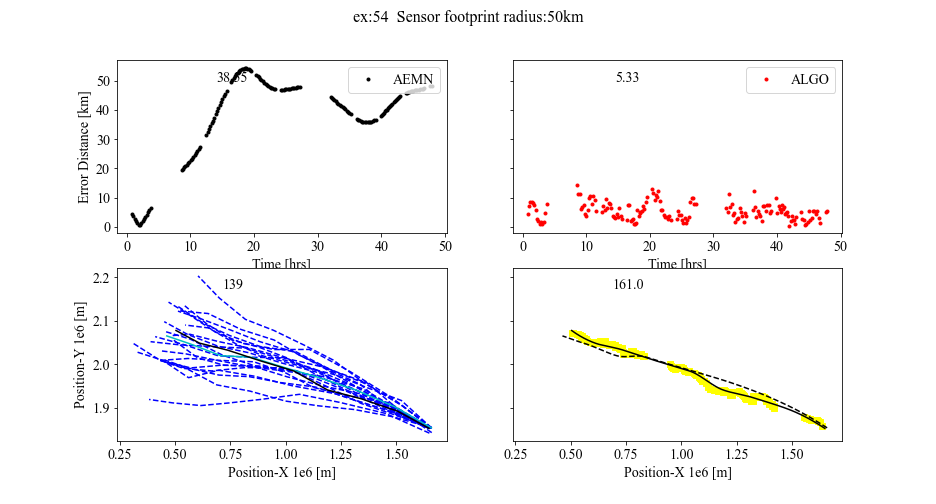 ex:54 Sensor footprint radius:50km
38.55 AEMN
5.33 ALGO
Error Distance [km]
50
40
30
20
10
0
0 10 20 30 40 50
0 10 20 30 40 50
Time [hrs]
Time [hrs]
139
161.0
Position-Y 1e6 [m]
2.2
2.1
2.0
1.9
0.25 0.50 0.75 1.00 1.25 1.50
0.25 0.50 0.75 1.00 1.25 1.50
Position-X 1e6 [m]
Position-X 1e6 [m]